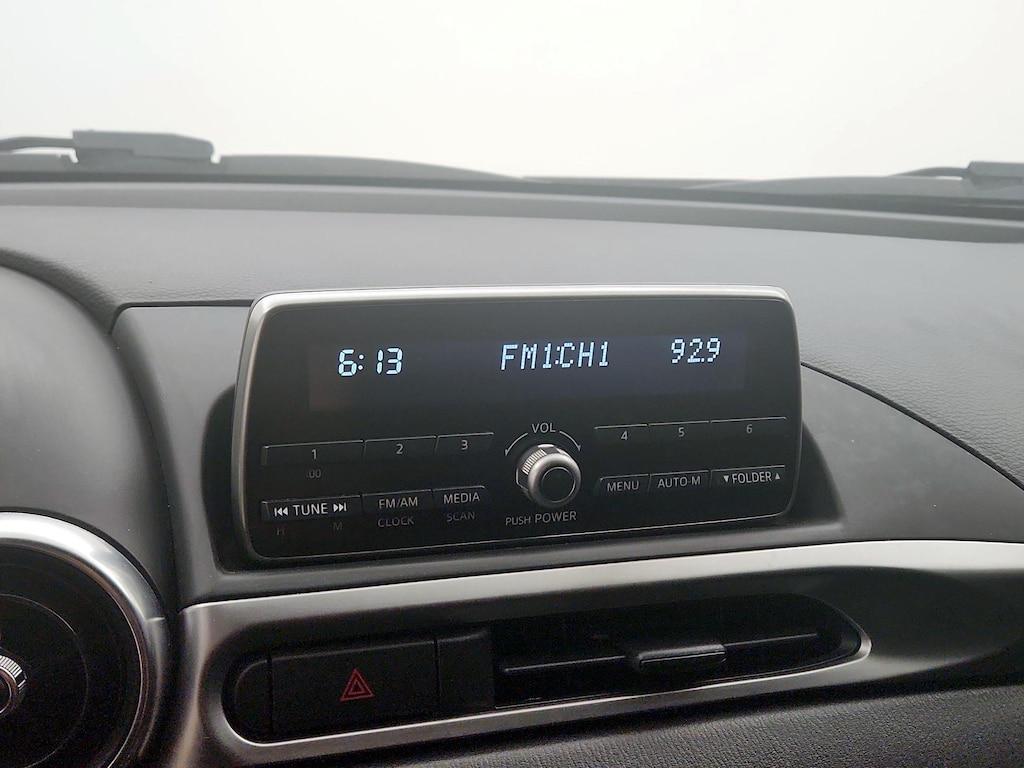 6:13 FM1:CH1 92.9
VOL
1 2 3 4 5 6
:00
⏮ TUNE ⏭ FM/AM MEDIA MENU AUTO-M ▼FOLDER▲
H M CLOCK SCAN PUSH POWER